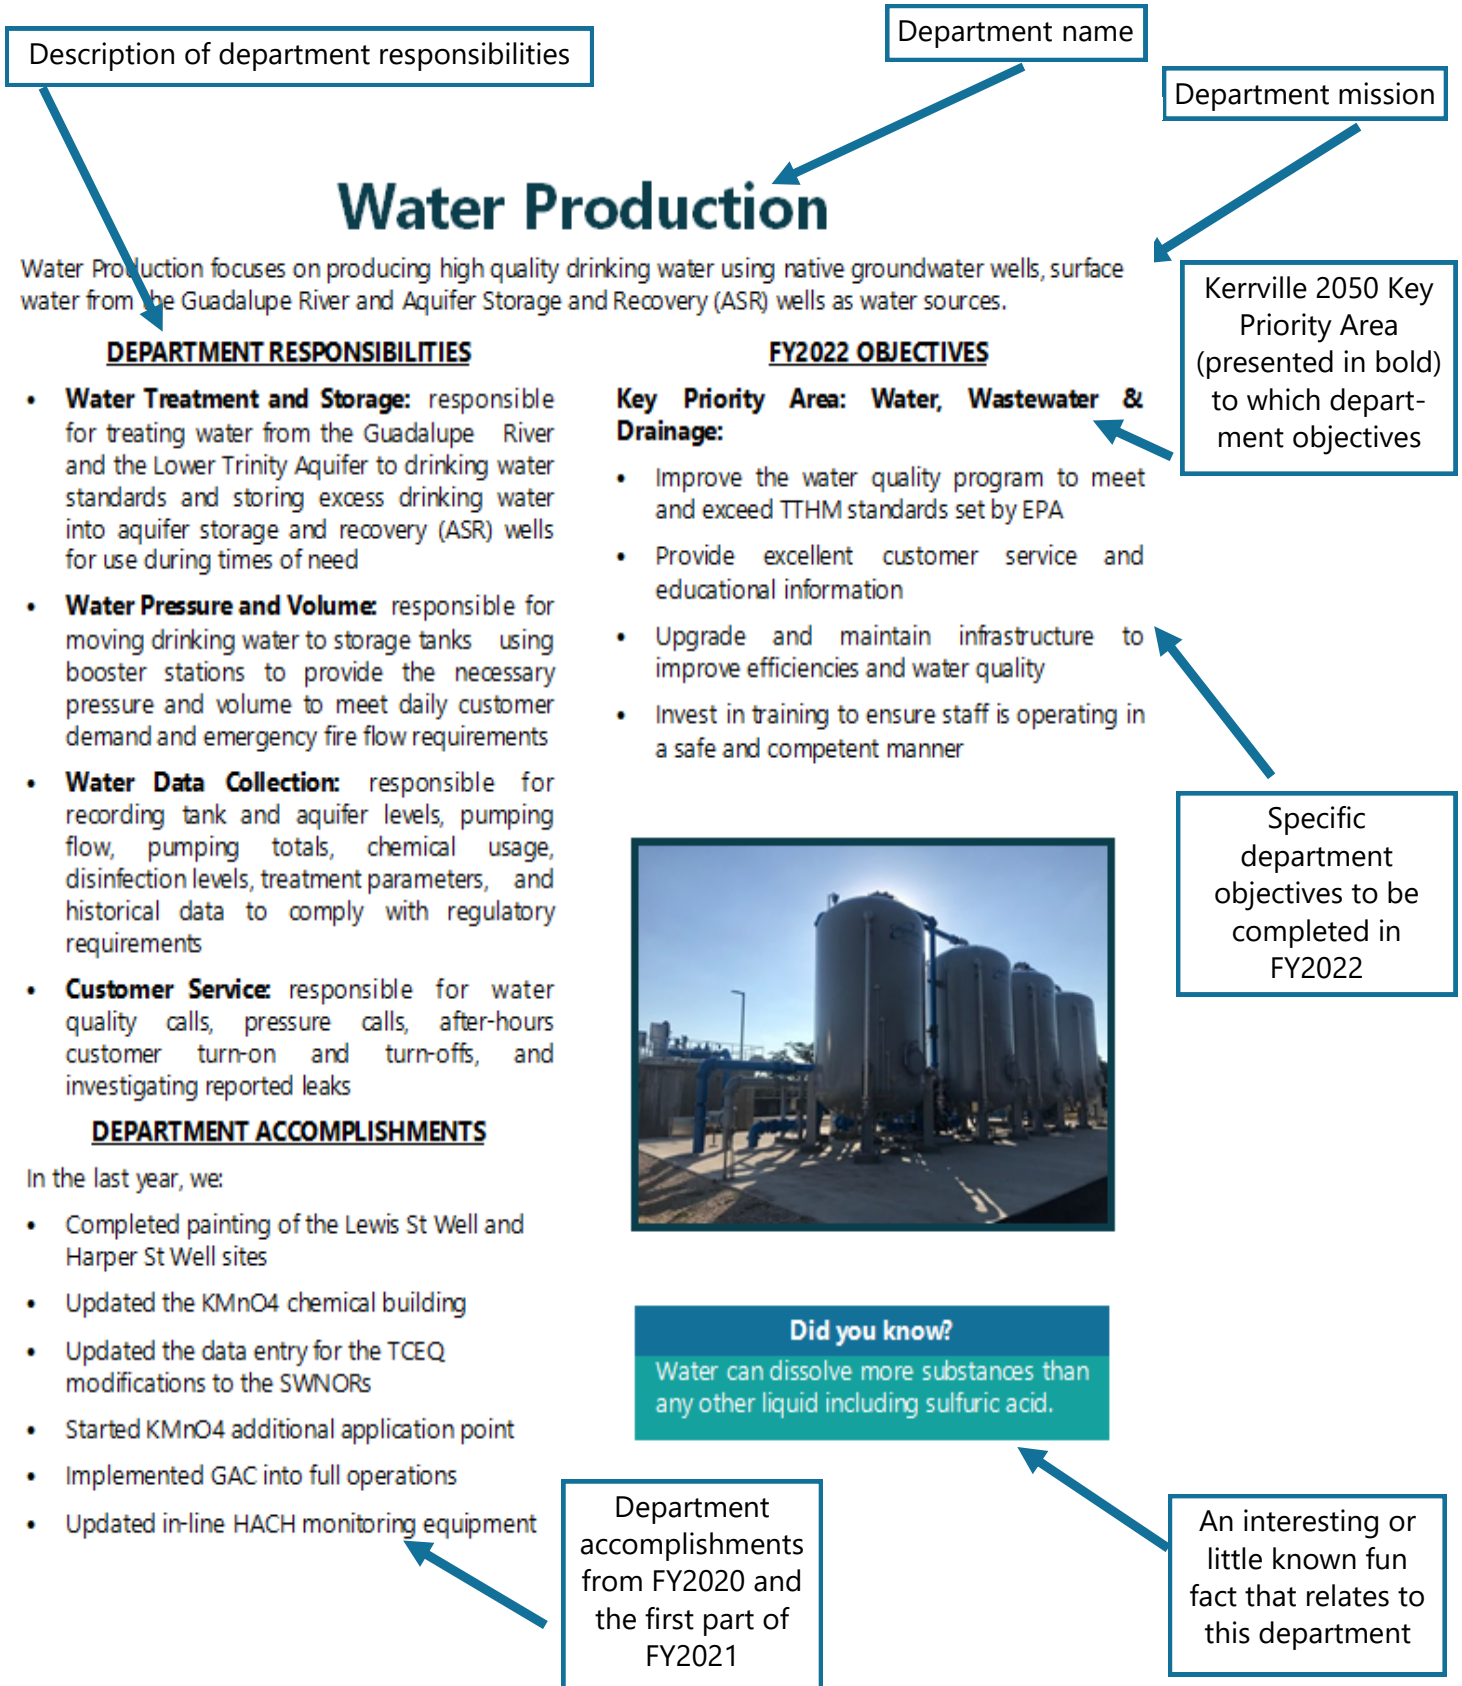 Description of department responsibilities
Department name
Department mission
Water Production
Water Production focuses on producing high quality drinking water using native groundwater wells, surface
water from the Guadalupe River and Aquifer Storage and Recovery (ASR) wells as water sources.
DEPARTMENT RESPONSIBILITIES
• Water Treatment and Storage: responsible
for treating water from the Guadalupe River
and the Lower Trinity Aquifer to drinking water
standards and storing excess drinking water
into aquifer storage and recovery (ASR) wells
for use during times of need
• Water Pressure and Volume: responsible for
moving drinking water to storage tanks using
booster stations to provide the necessary
pressure and volume to meet daily customer
demand and emergency fire flow requirements
• Water Data Collection: responsible for
recording tank and aquifer levels, pumping
flow, pumping totals, chemical usage,
disinfection levels, treatment parameters, and
historical data to comply with regulatory
requirements
• Customer Service: responsible for water
quality calls, pressure calls, after-hours
customer turn-on and turn-offs, and
investigating reported leaks
DEPARTMENT ACCOMPLISHMENTS
In the last year, we:
• Completed painting of the Lewis St Well and
Harper St Well sites
• Updated the KMnO4 chemical building
• Updated the data entry for the TCEQ
modifications to the SWNORs
• Started KMnO4 additional application point
• Implemented GAC into full operations
• Updated in-line HACH monitoring equipment
FY2022 OBJECTIVES
Key Priority Area: Water, Wastewater &
Drainage:
• Improve the water quality program to meet
and exceed TTHM standards set by EPA
• Provide excellent customer service and
educational information
• Upgrade and maintain infrastructure to
improve efficiencies and water quality
• Invest in training to ensure staff is operating in
a safe and competent manner
Did you know?
Water can dissolve more substances than
any other liquid including sulfuric acid.
Kerrville 2050 Key
Priority Area
(presented in bold)
to which depart-
ment objectives
Specific
department
objectives to be
completed in
FY2022
Department
accomplishments
from FY2020 and
the first part of
FY2021
An interesting or
little known fun
fact that relates to
this department